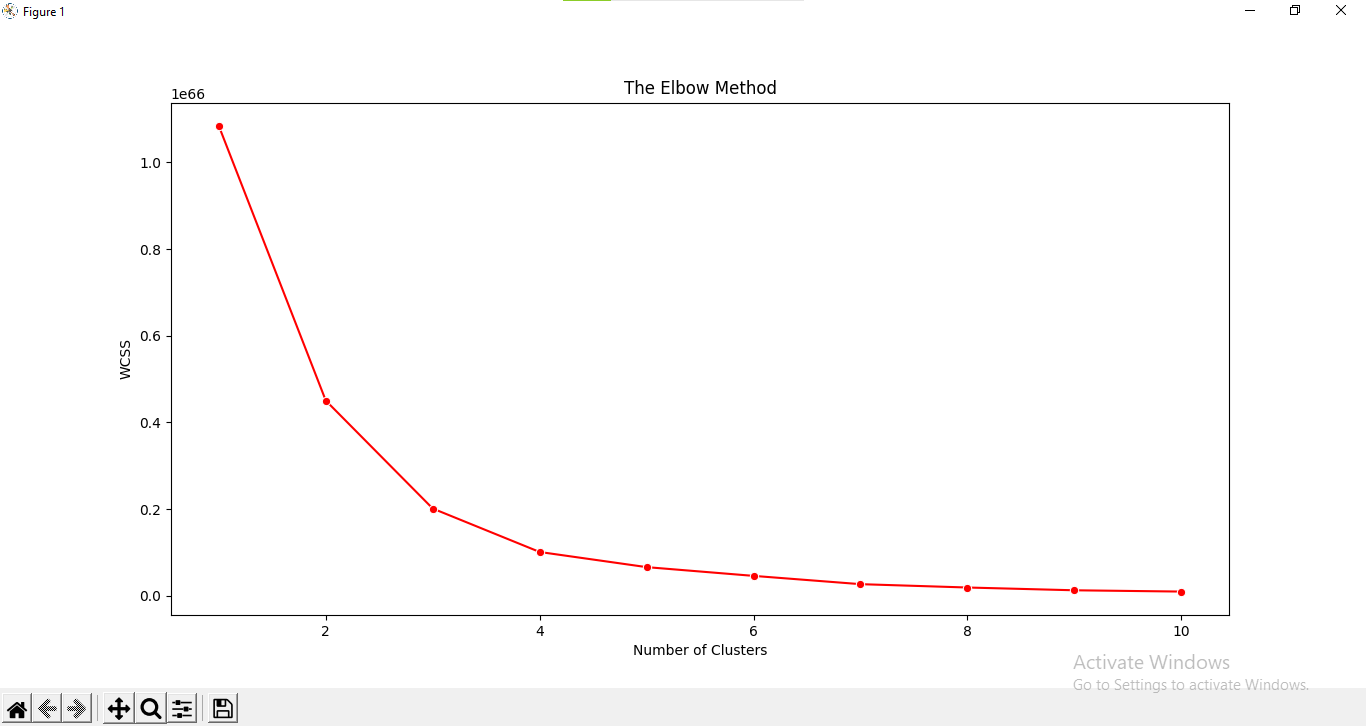 Figure 1
The Elbow Method
1e66
1.0
0.8
0.6
0.4
0.2
0.0
WCSS
2 4 6 8 10
Number of Clusters
Activate Windows
Go to Settings to activate Windows.